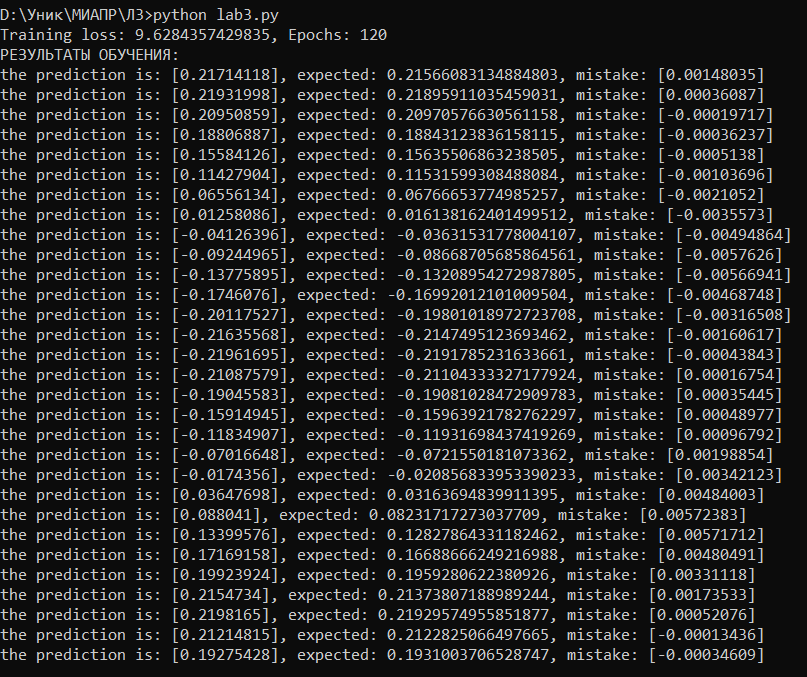 D:\Уник\МИАПР\Л3>python lab3.py
Training loss: 9.6284357429835, Epochs: 120
РЕЗУЛЬТАТЫ ОБУЧЕНИЯ:
the prediction is: [0.21714118], expected: 0.21566083134884803, mistake: [0.00148035]
the prediction is: [0.21931998], expected: 0.21895911035459031, mistake: [0.00036087]
the prediction is: [0.20950859], expected: 0.20970576630561158, mistake: [-0.00019717]
the prediction is: [0.18806887], expected: 0.18843123836158115, mistake: [-0.00036237]
the prediction is: [0.15584126], expected: 0.15635506863238505, mistake: [-0.0005138]
the prediction is: [0.11427904], expected: 0.11531599308488084, mistake: [-0.00103696]
the prediction is: [0.06556134], expected: 0.06766653774985257, mistake: [-0.0021052]
the prediction is: [0.01258086], expected: 0.016138162401499512, mistake: [-0.0035573]
the prediction is: [-0.04126396], expected: -0.03631531778004107, mistake: [-0.00494864]
the prediction is: [-0.09244965], expected: -0.08668705685864561, mistake: [-0.0057626]
the prediction is: [-0.13775895], expected: -0.13208954272987805, mistake: [-0.00566941]
the prediction is: [-0.1746076], expected: -0.16992012101009504, mistake: [-0.00468748]
the prediction is: [-0.20117527], expected: -0.19801018972723708, mistake: [-0.00316508]
the prediction is: [-0.21635568], expected: -0.2147495123693462, mistake: [-0.00160617]
the prediction is: [-0.21961695], expected: -0.2191785231633661, mistake: [-0.00043843]
the prediction is: [-0.21087579], expected: -0.21104333327177924, mistake: [0.00016754]
the prediction is: [-0.19045583], expected: -0.19081028472909783, mistake: [0.00035445]
the prediction is: [-0.15914945], expected: -0.15963921782762297, mistake: [0.00048977]
the prediction is: [-0.11834907], expected: -0.11931698437419269, mistake: [0.00096792]
the prediction is: [-0.07016648], expected: -0.0721550181073362, mistake: [0.00198854]
the prediction is: [-0.0174356], expected: -0.020856833953390233, mistake: [0.00342123]
the prediction is: [0.03647698], expected: 0.03163694839911395, mistake: [0.00484003]
the prediction is: [0.088041], expected: 0.08231717273037709, mistake: [0.00572383]
the prediction is: [0.13399576], expected: 0.12827864331182462, mistake: [0.00571712]
the prediction is: [0.17169158], expected: 0.16688666249216988, mistake: [0.00480491]
the prediction is: [0.19923924], expected: 0.1959280622380926, mistake: [0.00331118]
the prediction is: [0.2154734], expected: 0.21373807188989244, mistake: [0.00173533]
the prediction is: [0.2198165], expected: 0.21929574955851877, mistake: [0.00052076]
the prediction is: [0.21214815], expected: 0.2122825066497665, mistake: [-0.00013436]
the prediction is: [0.19275428], expected: 0.1931003706528747, mistake: [-0.00034609]